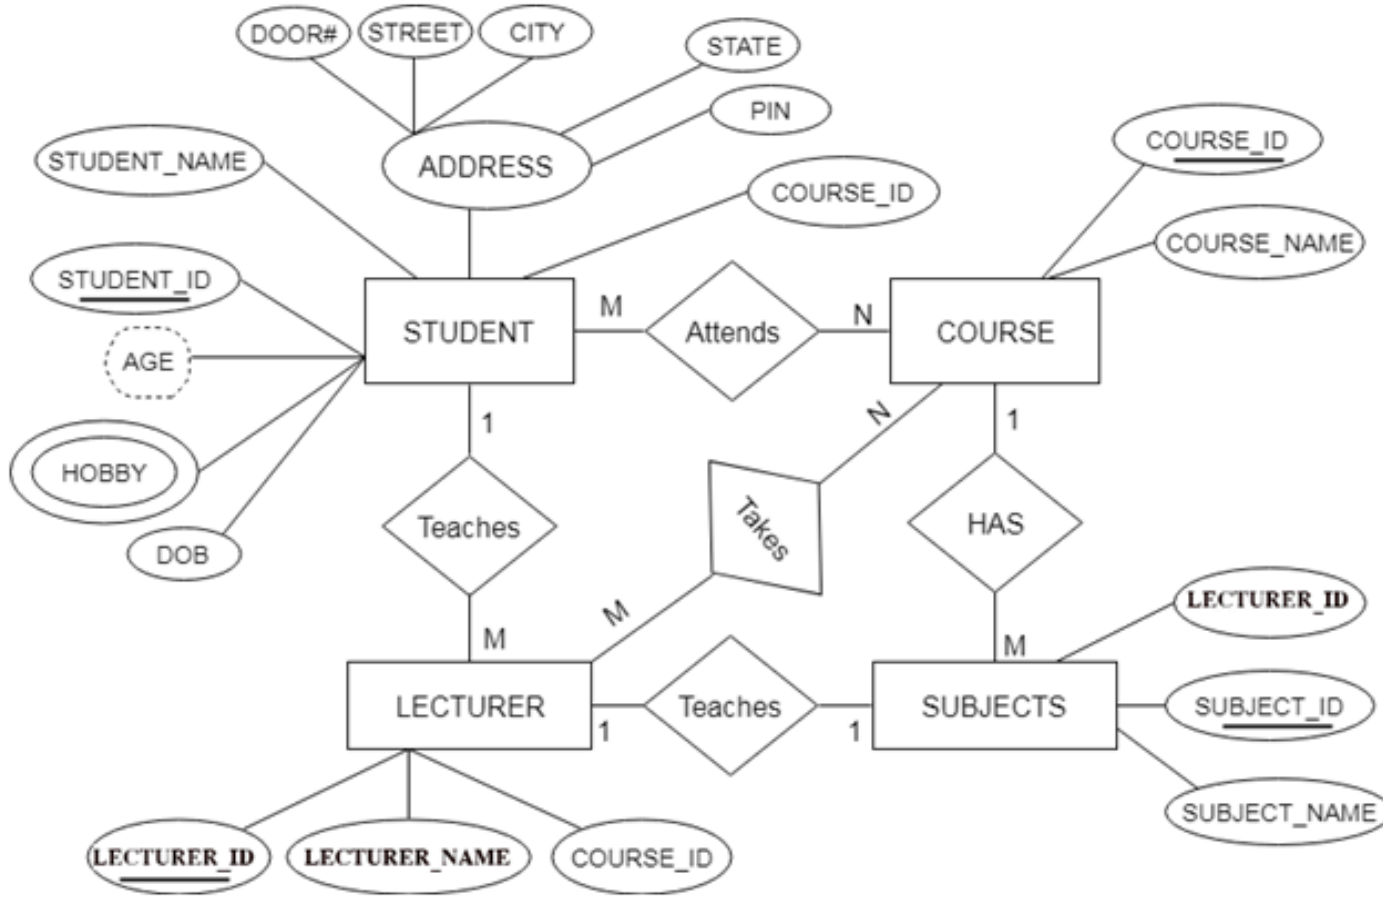 DOOR#
STREET
CITY
STATE
PIN
STUDENT_NAME
ADDRESS
COURSE_ID
COURSE_ID
COURSE_NAME
STUDENT_ID
AGE
HOBBY
DOB
STUDENT
M
Attends
N
COURSE
1
N
1
Teaches
Takes
HAS
M
M
M
LECTURER
1
Teaches
1
SUBJECTS
LECTURER_ID
SUBJECT_ID
SUBJECT_NAME
LECTURER_ID
LECTURER_NAME
COURSE_ID